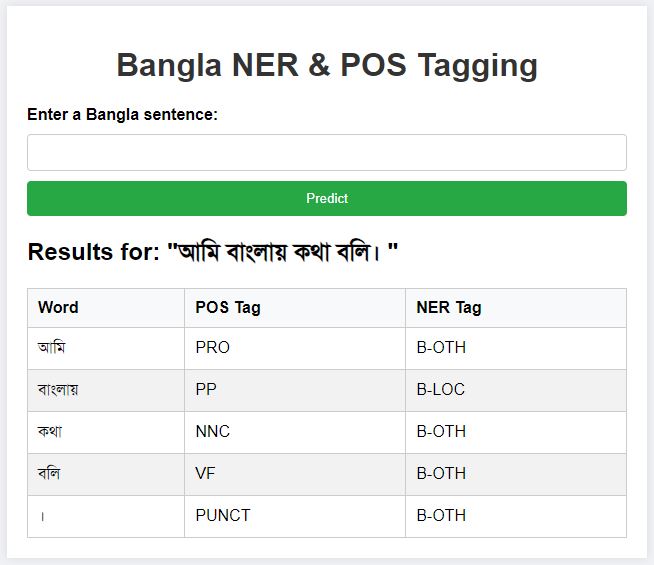 Bangla NER & POS Tagging
Enter a Bangla sentence:
Predict
Results for: "আমি বাংলায় কথা বলি। "
Word POS Tag NER Tag
আমি PRO B-OTH
বাংলায় PP B-LOC
কথা NNC B-OTH
বলি VF B-OTH
। PUNCT B-OTH